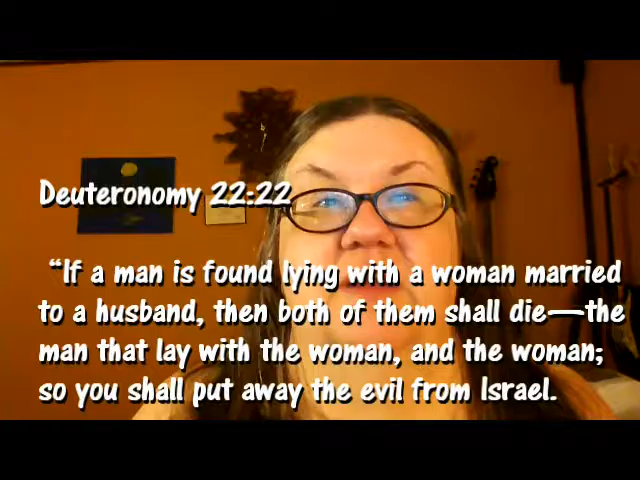 Deuteronomy 22:22
“If a man is found lying with a woman married
to a husband, then both of them shall die—the
man that lay with the woman, and the woman;
so you shall put away the evil from Israel.